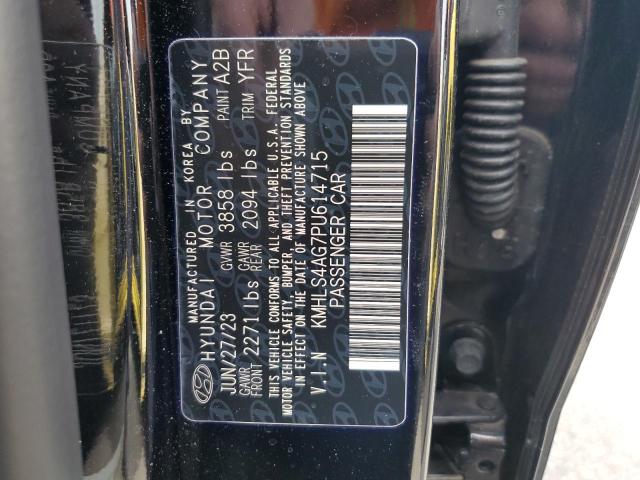 MANUFACTURED IN KOREA BY
HYUNDAI MOTOR COMPANY
JUN/27/23 GVWR 3858 lbs PAINT A2B
GAWR FRONT 2271 lbs GAWR REAR 2094 lbs TRIM YFR
THIS VEHICLE CONFORMS TO ALL APPLICABLE U.S.A. FEDERAL
MOTOR VEHICLE SAFETY, BUMPER, AND THEFT PREVENTION STANDARDS
IN EFFECT ON THE DATE OF MANUFACTURE SHOWN ABOVE
V.I.N KMHLS4AG7PU614715
PASSENGER CAR